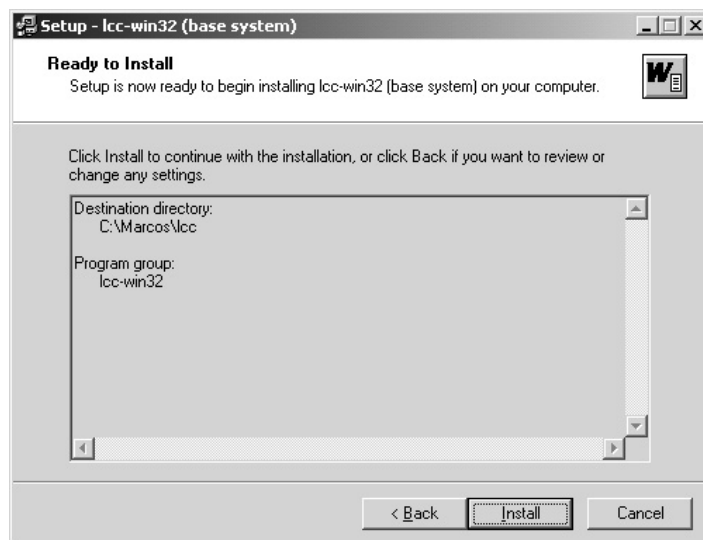 Setup - lcc-win32 (base system)
Ready to Install
Setup is now ready to begin installing lcc-win32 (base system) on your computer.
W
Click Install to continue with the installation, or click Back if you want to review or
change any settings.
Destination directory:
C:\Marcos\lcc
Program group:
lcc-win32
< Back
Install
Cancel